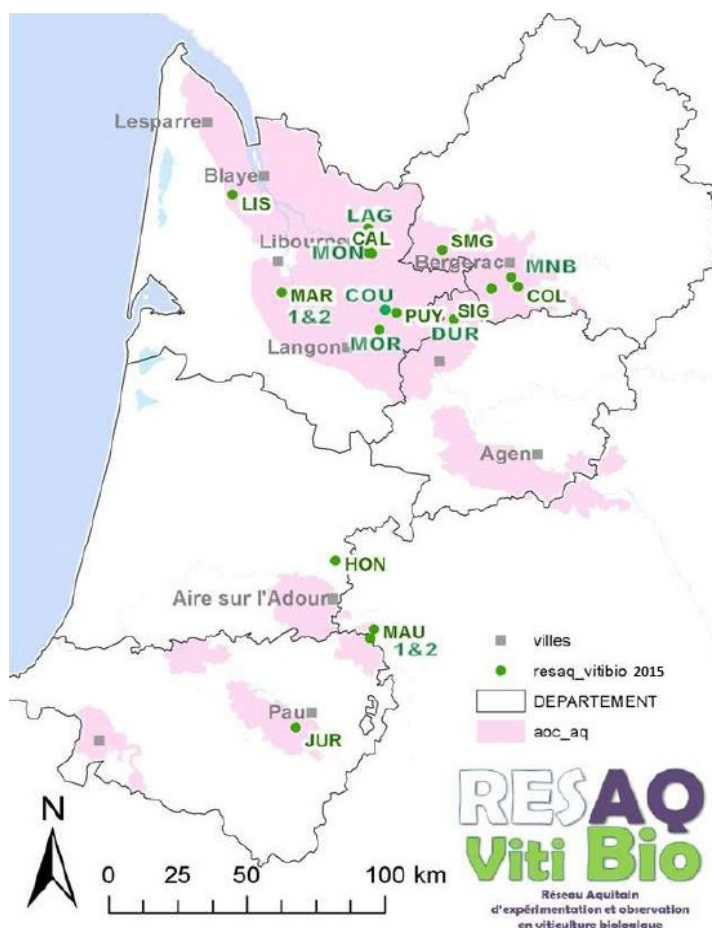 Lesparre
Blaye
LIS
LAG
Libourne
CAL
MON
SMG
Bergerac
MNB
MAR
1&2
COU
PUY
SIG
COL
Langon
MOR
DUR
Agen
HON
Aire sur l'Adour
MAU
1&2
Pau
JUR
villes
resaq_vitibio 2015
DEPARTEMENT
aoc_aq
N
0 25 50 100 km
RESAQ
Viti Bio
Réseau Aquitain
d'expérimentation et observation
en viticulture biologique